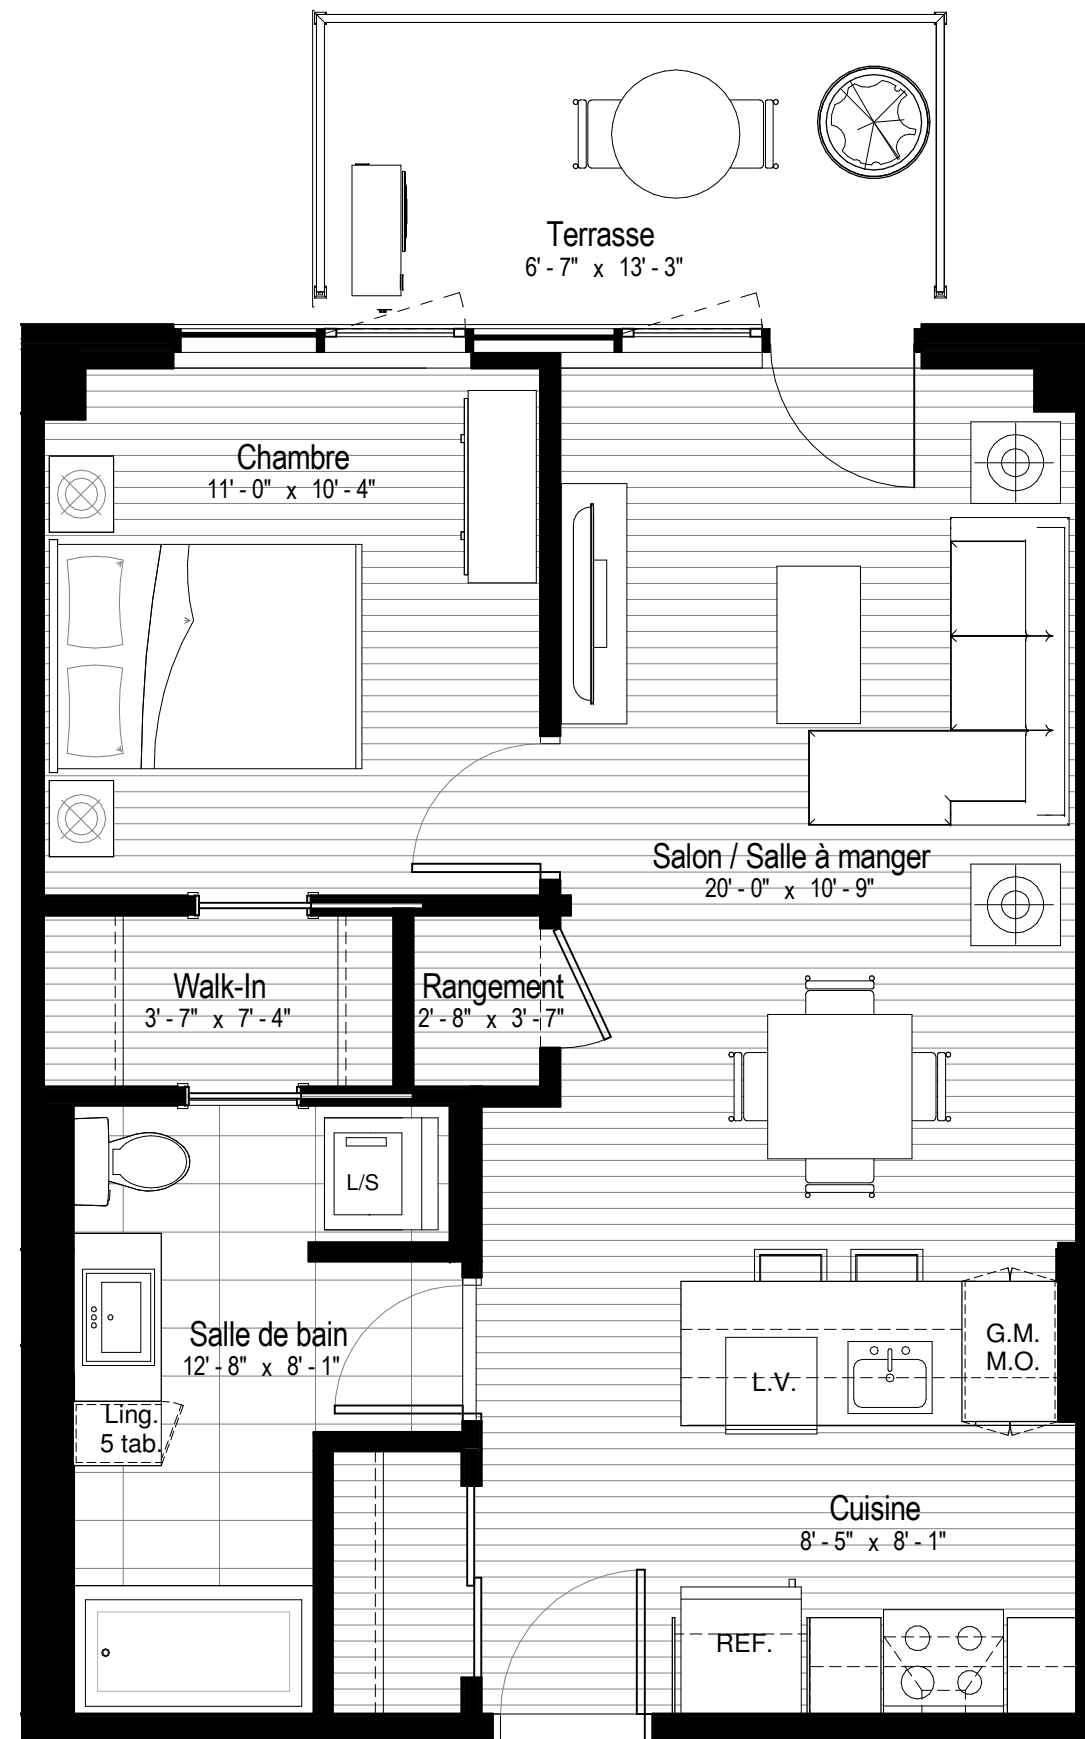 Terrasse
6' - 7" x 13' - 3"
Chambre
11' - 0" x 10' - 4"
Salon / Salle à manger
20' - 0" x 10' - 9"
Walk-In
3' - 7" x 7' - 4"
Rangement
2' - 8" x 3' - 7"
L/S
Salle de bain
12' - 8" x 8' - 1"
G.M.
M.O.
L.V.
Ling.
5 tab.
Cuisine
8' - 5" x 8' - 1"
REF.